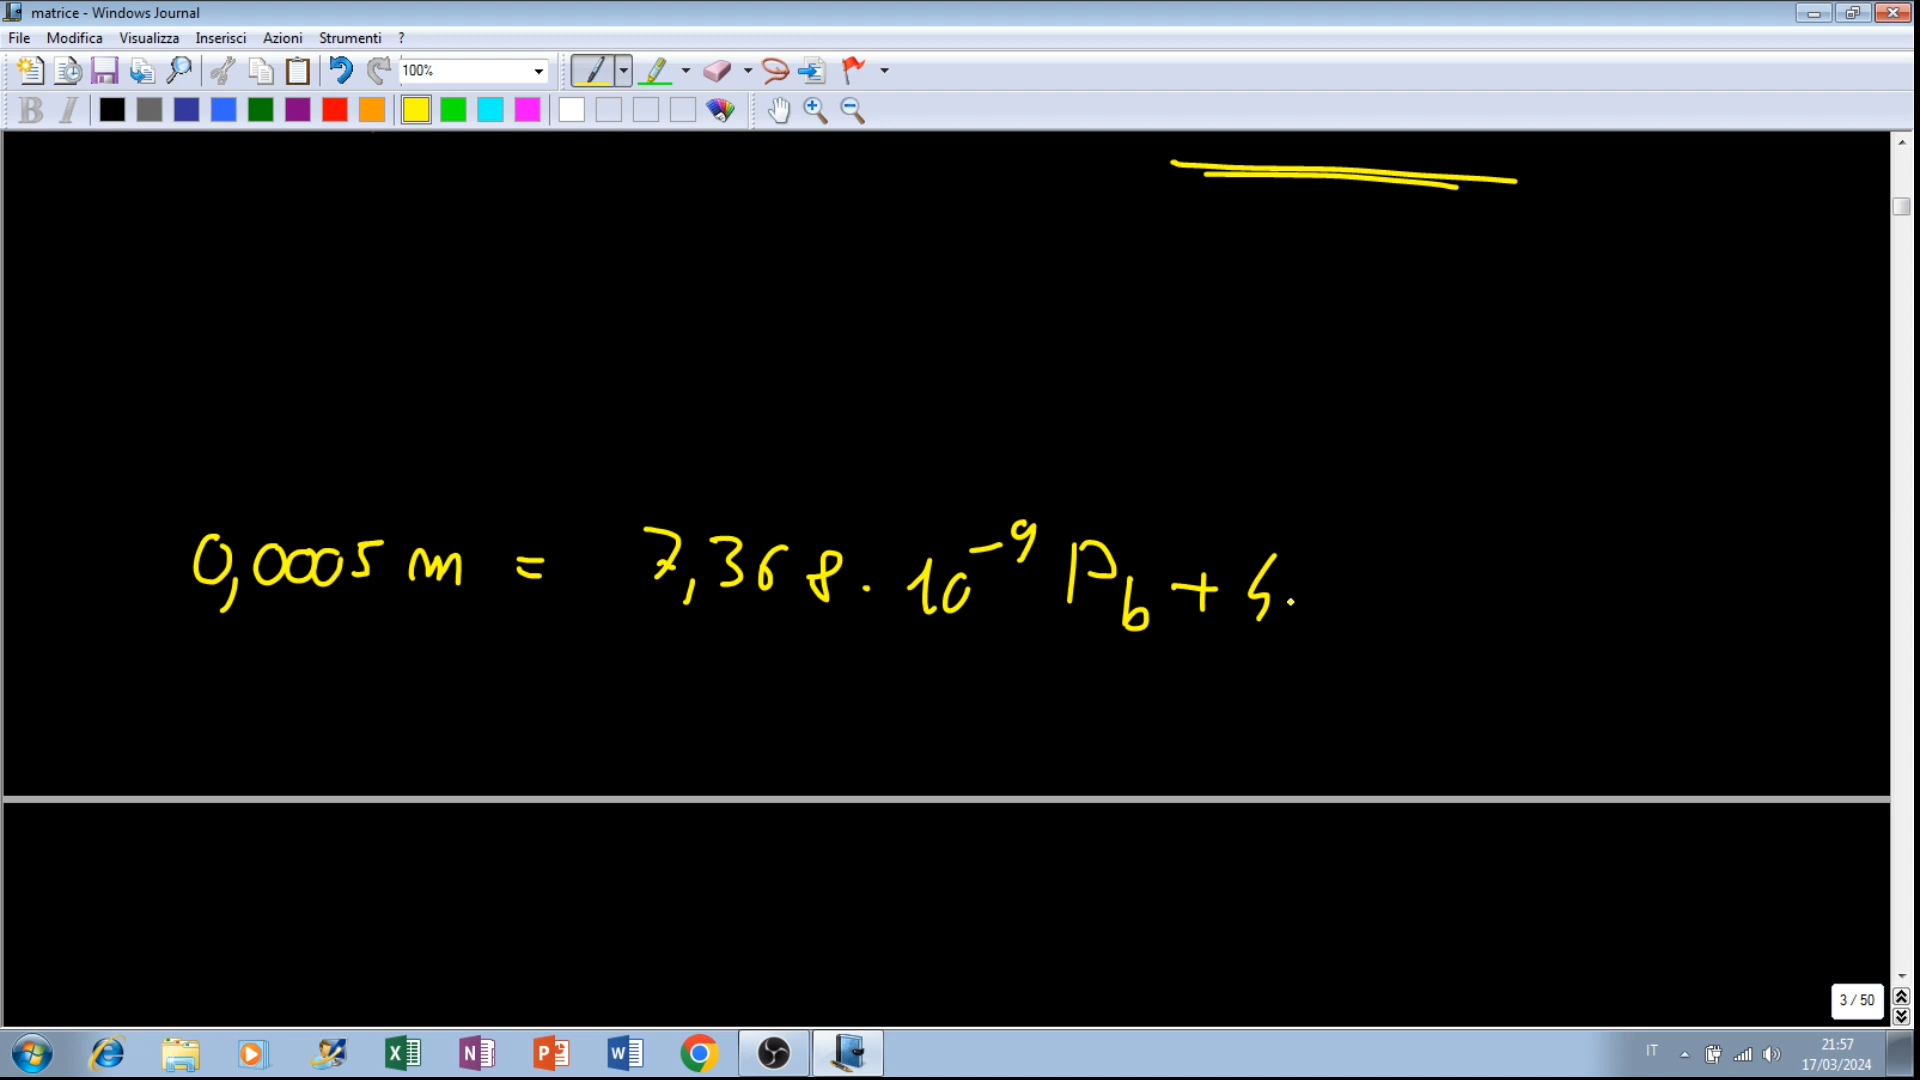 matrice - Windows Journal
File Modifica Visualizza Inserisci Azioni Strumenti ?
100%
B I
0,0005 m = 7,368 · 10⁻⁹ P_b + 5.
3 / 50
IT
21:57
17/03/2024